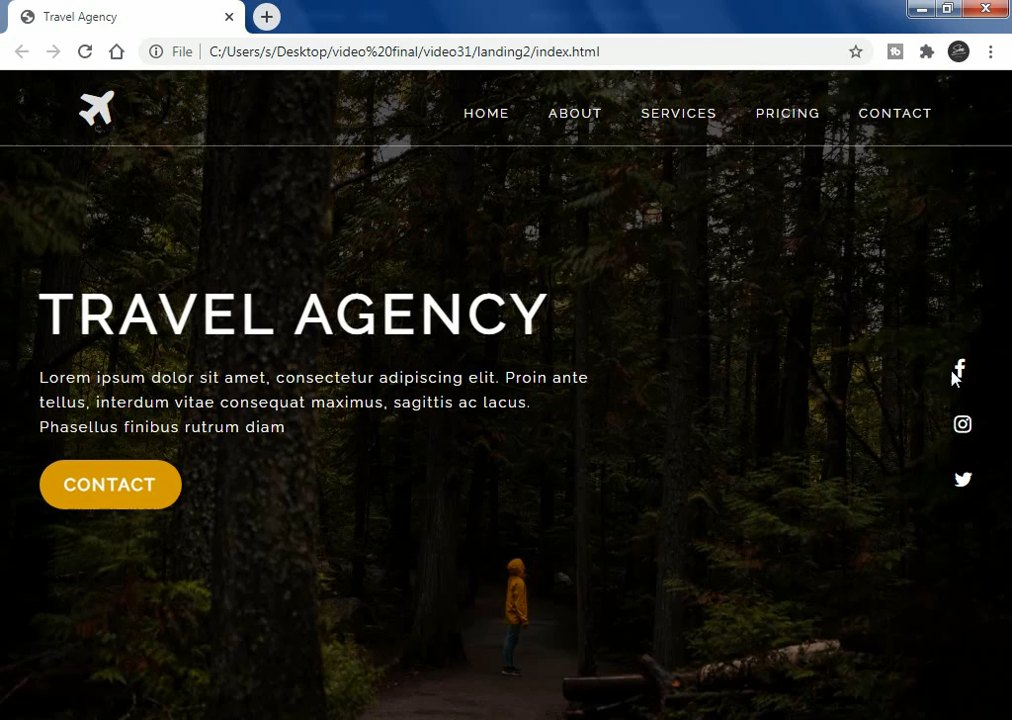 Travel Agency
File
C:/Users/s/Desktop/video%20final/video31/landing2/index.html
HOME ABOUT SERVICES PRICING CONTACT
TRAVEL AGENCY
Lorem ipsum dolor sit amet, consectetur adipiscing elit. Proin ante
tellus, interdum vitae consequat maximus, sagittis ac lacus.
Phasellus finibus rutrum diam
CONTACT